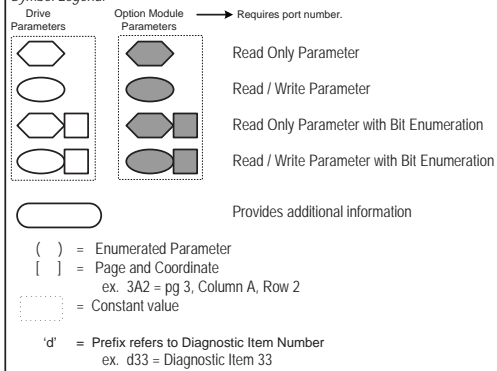 Symbol Legend:
Drive Parameters
Option Module Parameters
Requires port number.
Read Only Parameter
Read / Write Parameter
Read Only Parameter with Bit Enumeration
Read / Write Parameter with Bit Enumeration
Provides additional information
( ) = Enumerated Parameter
[ ] = Page and Coordinate
ex. 3A2 = pg 3, Column A, Row 2
= Constant value
‘d’ = Prefix refers to Diagnostic Item Number
ex. d33 = Diagnostic Item 33